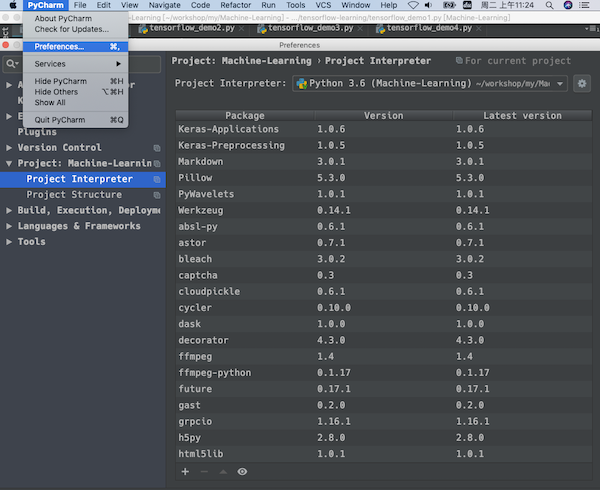 PyCharm File Edit View Navigate Code Refactor Run Tools VCS Window Help 周二上午11:24
-Learning [~/workshop/my/Machine-Learning] - .../tensorflow-learning/tensorflow_demo1.py [Machine-Learning]
tensorflow_demo2.py tensorflow_demo3.py tensorflow_demo4.py
About PyCharm
Check for Updates...
Preferences... ⌘,
Services
Hide PyCharm ⌘H
Hide Others ⌥⌘H
Show All
Quit PyCharm ⌘Q
Preferences
Plugins
Version Control
Project: Machine-Learnin
Project Interpreter
Project Structure
Build, Execution, Deployme
Languages & Frameworks
Tools
Project: Machine-Learning › Project Interpreter For current project
Project Interpreter: Python 3.6 (Machine-Learning) ~/workshop/my/Ma
Package Version Latest version
Keras-Applications 1.0.6 1.0.6
Keras-Preprocessing 1.0.5 1.0.5
Markdown 3.0.1 3.0.1
Pillow 5.3.0 5.3.0
PyWavelets 1.0.1 1.0.1
Werkzeug 0.14.1 0.14.1
absl-py 0.6.1 0.6.1
astor 0.7.1 0.7.1
bleach 3.0.2 3.0.2
captcha 0.3 0.3
cloudpickle 0.6.1 0.6.1
cycler 0.10.0 0.10.0
dask 1.0.0 1.0.0
decorator 4.3.0 4.3.0
ffmpeg 1.4 1.4
ffmpeg-python 0.1.17 0.1.17
future 0.17.1 0.17.1
gast 0.2.0 0.2.0
grpcio 1.16.1 1.16.1
h5py 2.8.0 2.8.0
html5lib 1.0.1 1.0.1